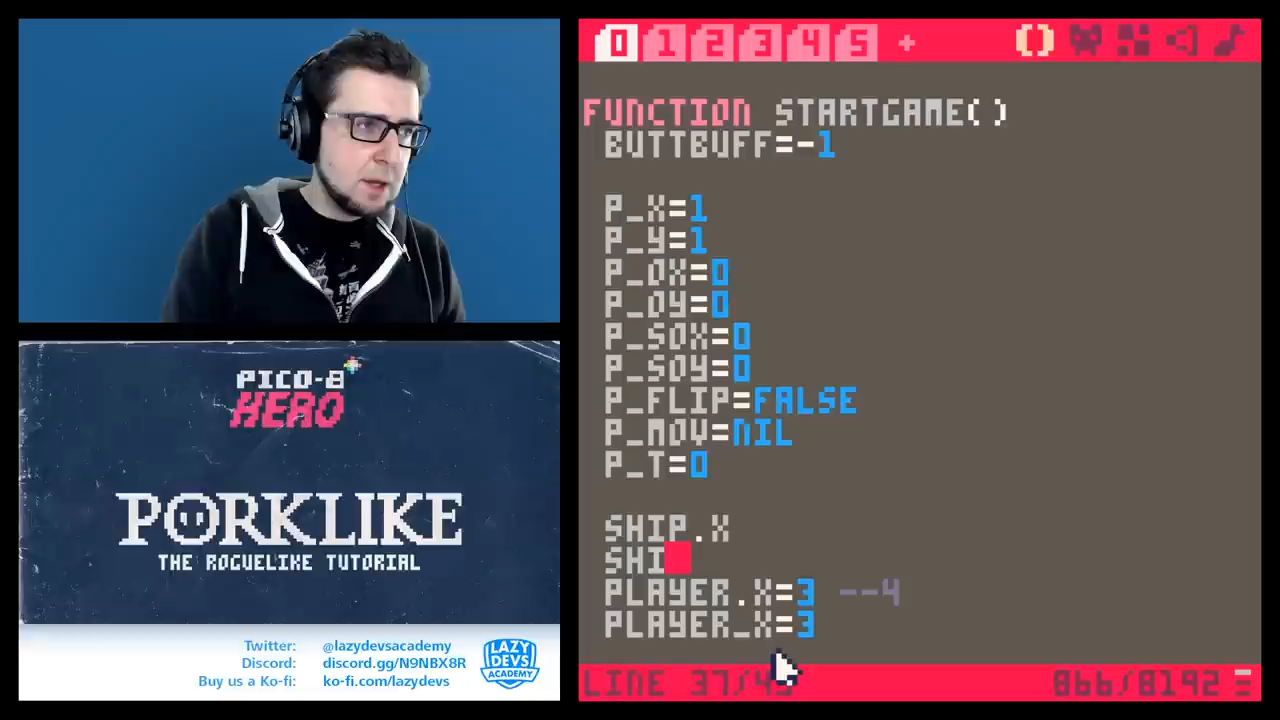 0 1 2 3 4 5 +
FUNCTION STARTGAME()
BUTTBUFF=-1
P_X=1
P_Y=1
P_OX=0
P_OY=0
P_SOX=0
P_SOY=0
P_FLIP=FALSE
P_MOV=NIL
P_T=0
SHIP.X
SHI
PLAYER.X=3 --4
PLAYER_X=3
LINE 37/43
866/8192
PICO-8
HERO
PORKLIKE
THE ROGUELIKE TUTORIAL
Twitter: @lazydevsacademy
Discord: discord.gg/N9NBX8R
Buy us a Ko-fi: ko-fi.com/lazydevs
LAZY
DEVS
ACADEMY